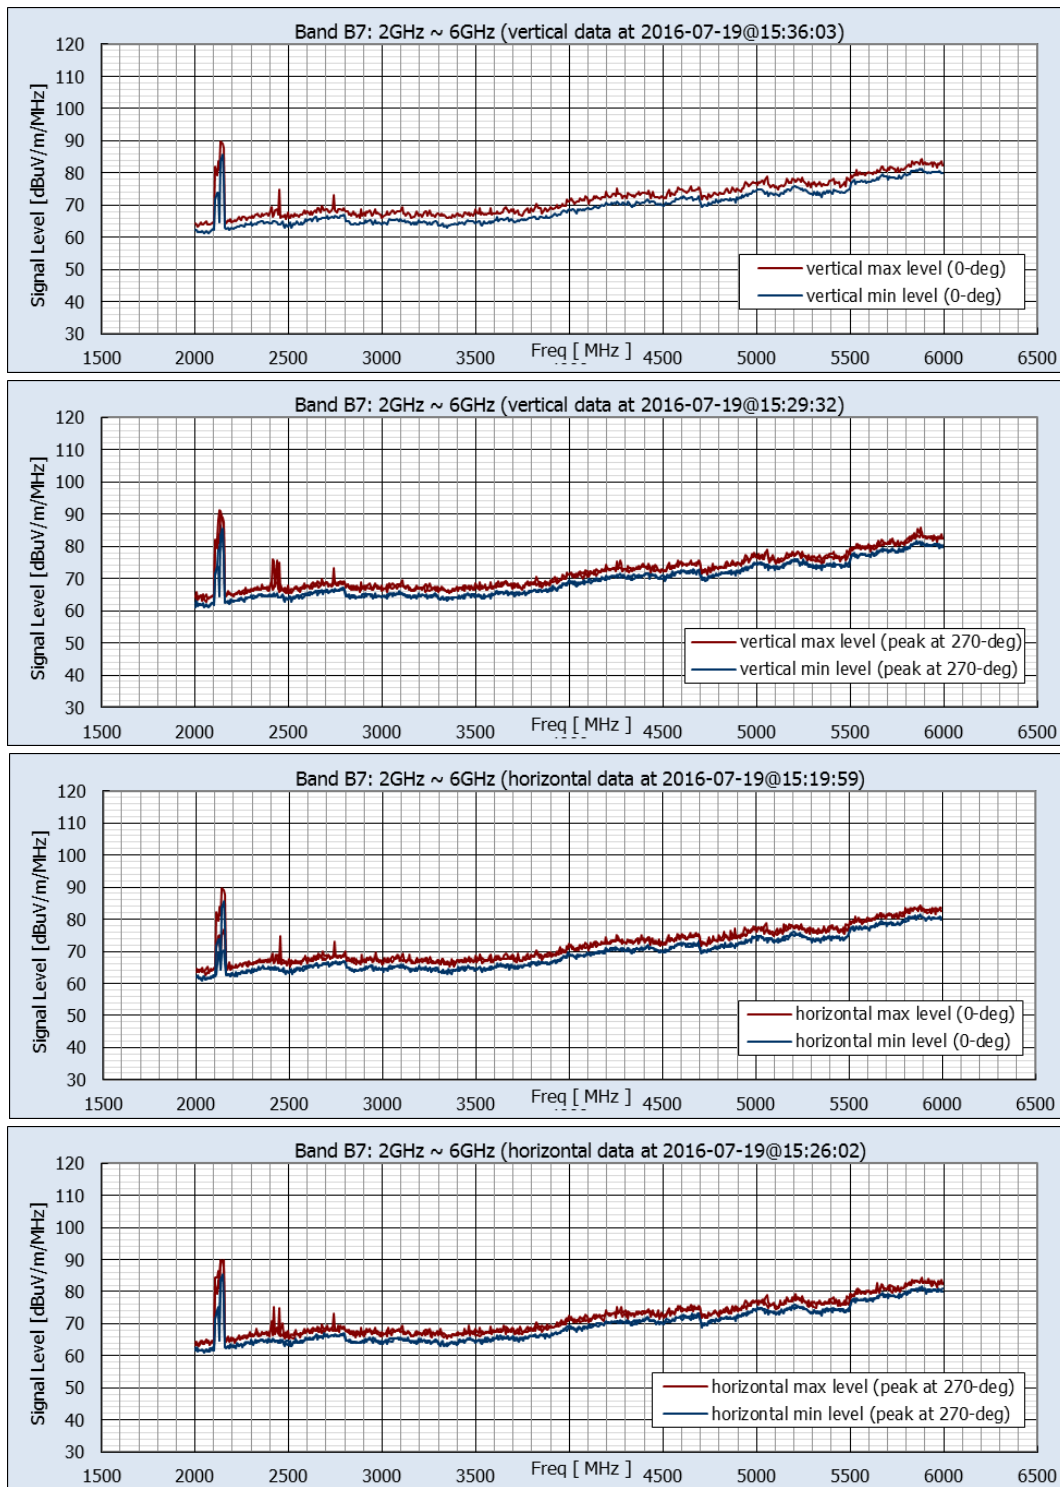 Band B7: 2GHz ~ 6GHz (vertical data at 2016-07-19@15:36:03)
120
110
100
90
80
70
60
50
40
30
Signal Level [dBuV/m/MHz]
vertical max level (0-deg)
vertical min level (0-deg)
1500 2000 2500 3000 3500 4500 5000 5500 6000 6500
Freq [ MHz ]
Band B7: 2GHz ~ 6GHz (vertical data at 2016-07-19@15:29:32)
120
110
100
90
80
70
60
50
40
30
Signal Level [dBuV/m/MHz]
vertical max level (peak at 270-deg)
vertical min level (peak at 270-deg)
1500 2000 2500 3000 3500 4500 5000 5500 6000 6500
Freq [ MHz ]
Band B7: 2GHz ~ 6GHz (horizontal data at 2016-07-19@15:19:59)
120
110
100
90
80
70
60
50
40
30
Signal Level [dBuV/m/MHz]
horizontal max level (0-deg)
horizontal min level (0-deg)
1500 2000 2500 3000 3500 4500 5000 5500 6000 6500
Freq [ MHz ]
Band B7: 2GHz ~ 6GHz (horizontal data at 2016-07-19@15:26:02)
120
110
100
90
80
70
60
50
40
30
Signal Level [dBuV/m/MHz]
horizontal max level (peak at 270-deg)
horizontal min level (peak at 270-deg)
1500 2000 2500 3000 3500 4500 5000 5500 6000 6500
Freq [ MHz ]